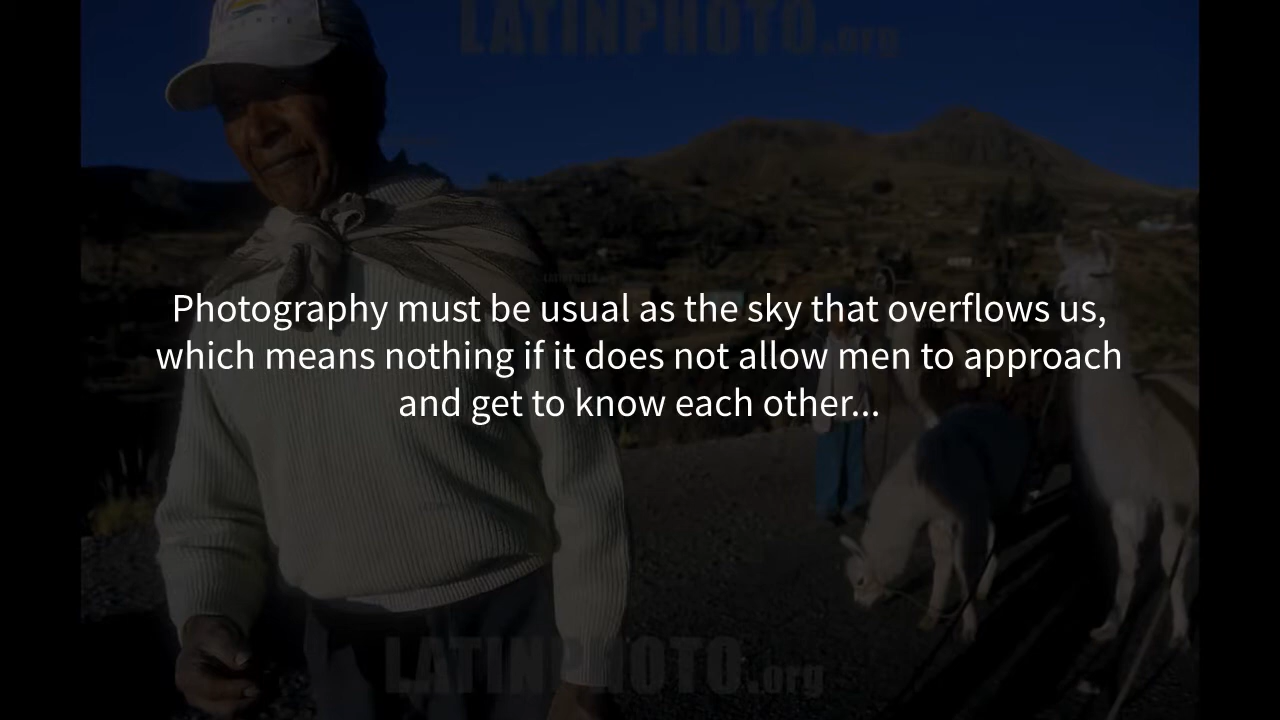 LATINPHOTO.org
Photography must be usual as the sky that overflows us,
which means nothing if it does not allow men to approach
and get to know each other...
LATINPHOTO.org